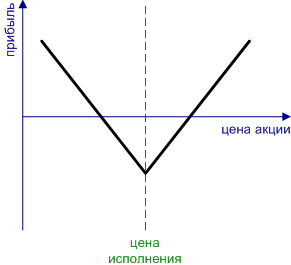 прибыль
цена акции
цена
исполнения